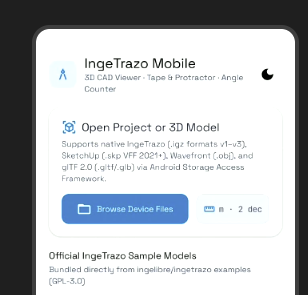 IngeTrazo Mobile
3D CAD Viewer · Tape & Protractor · Angle
Counter
Open Project or 3D Model
Supports native IngeTrazo (.igz formats v1–v3),
SketchUp (.skp VFF 2021+), Wavefront (.obj), and
glTF 2.0 (.gltf/.glb) via Android Storage Access
Framework.
Browse Device Files
m · 2 dec
Official IngeTrazo Sample Models
Bundled directly from ingelibre/ingetrazo examples
(GPL-3.0)